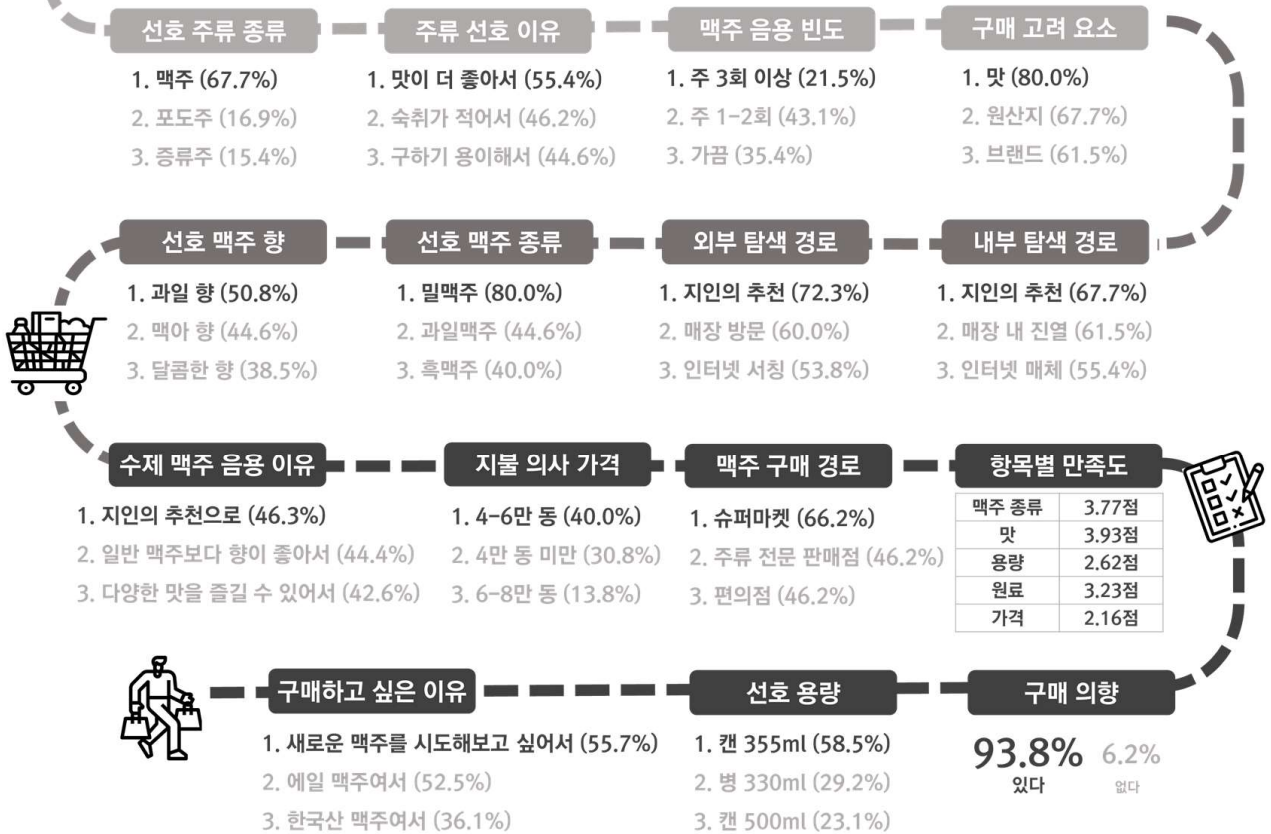 선호 주류 종류
1. 맥주 (67.7%)
2. 포도주 (16.9%)
3. 증류주 (15.4%)
주류 선호 이유
1. 맛이 더 좋아서 (55.4%)
2. 숙취가 적어서 (46.2%)
3. 구하기 용이해서 (44.6%)
맥주 음용 빈도
1. 주 3회 이상 (21.5%)
2. 주 1-2회 (43.1%)
3. 가끔 (35.4%)
구매 고려 요소
1. 맛 (80.0%)
2. 원산지 (67.7%)
3. 브랜드 (61.5%)
선호 맥주 향
1. 과일 향 (50.8%)
2. 맥아 향 (44.6%)
3. 달콤한 향 (38.5%)
선호 맥주 종류
1. 밀맥주 (80.0%)
2. 과일맥주 (44.6%)
3. 흑맥주 (40.0%)
외부 탐색 경로
1. 지인의 추천 (72.3%)
2. 매장 방문 (60.0%)
3. 인터넷 서칭 (53.8%)
내부 탐색 경로
1. 지인의 추천 (67.7%)
2. 매장 내 진열 (61.5%)
3. 인터넷 매체 (55.4%)
수제 맥주 음용 이유
1. 지인의 추천으로 (46.3%)
2. 일반 맥주보다 향이 좋아서 (44.4%)
3. 다양한 맛을 즐길 수 있어서 (42.6%)
지불 의사 가격
1. 4-6만 동 (40.0%)
2. 4만 동 미만 (30.8%)
3. 6-8만 동 (13.8%)
맥주 구매 경로
1. 슈퍼마켓 (66.2%)
2. 주류 전문 판매점 (46.2%)
3. 편의점 (46.2%)
항목별 만족도
맥주 종류 3.77점
맛 3.93점
용량 2.62점
원료 3.23점
가격 2.16점
구매하고 싶은 이유
1. 새로운 맥주를 시도해보고 싶어서 (55.7%)
2. 에일 맥주여서 (52.5%)
3. 한국산 맥주여서 (36.1%)
선호 용량
1. 캔 355ml (58.5%)
2. 병 330ml (29.2%)
3. 캔 500ml (23.1%)
구매 의향
93.8% 6.2%
있다 없다